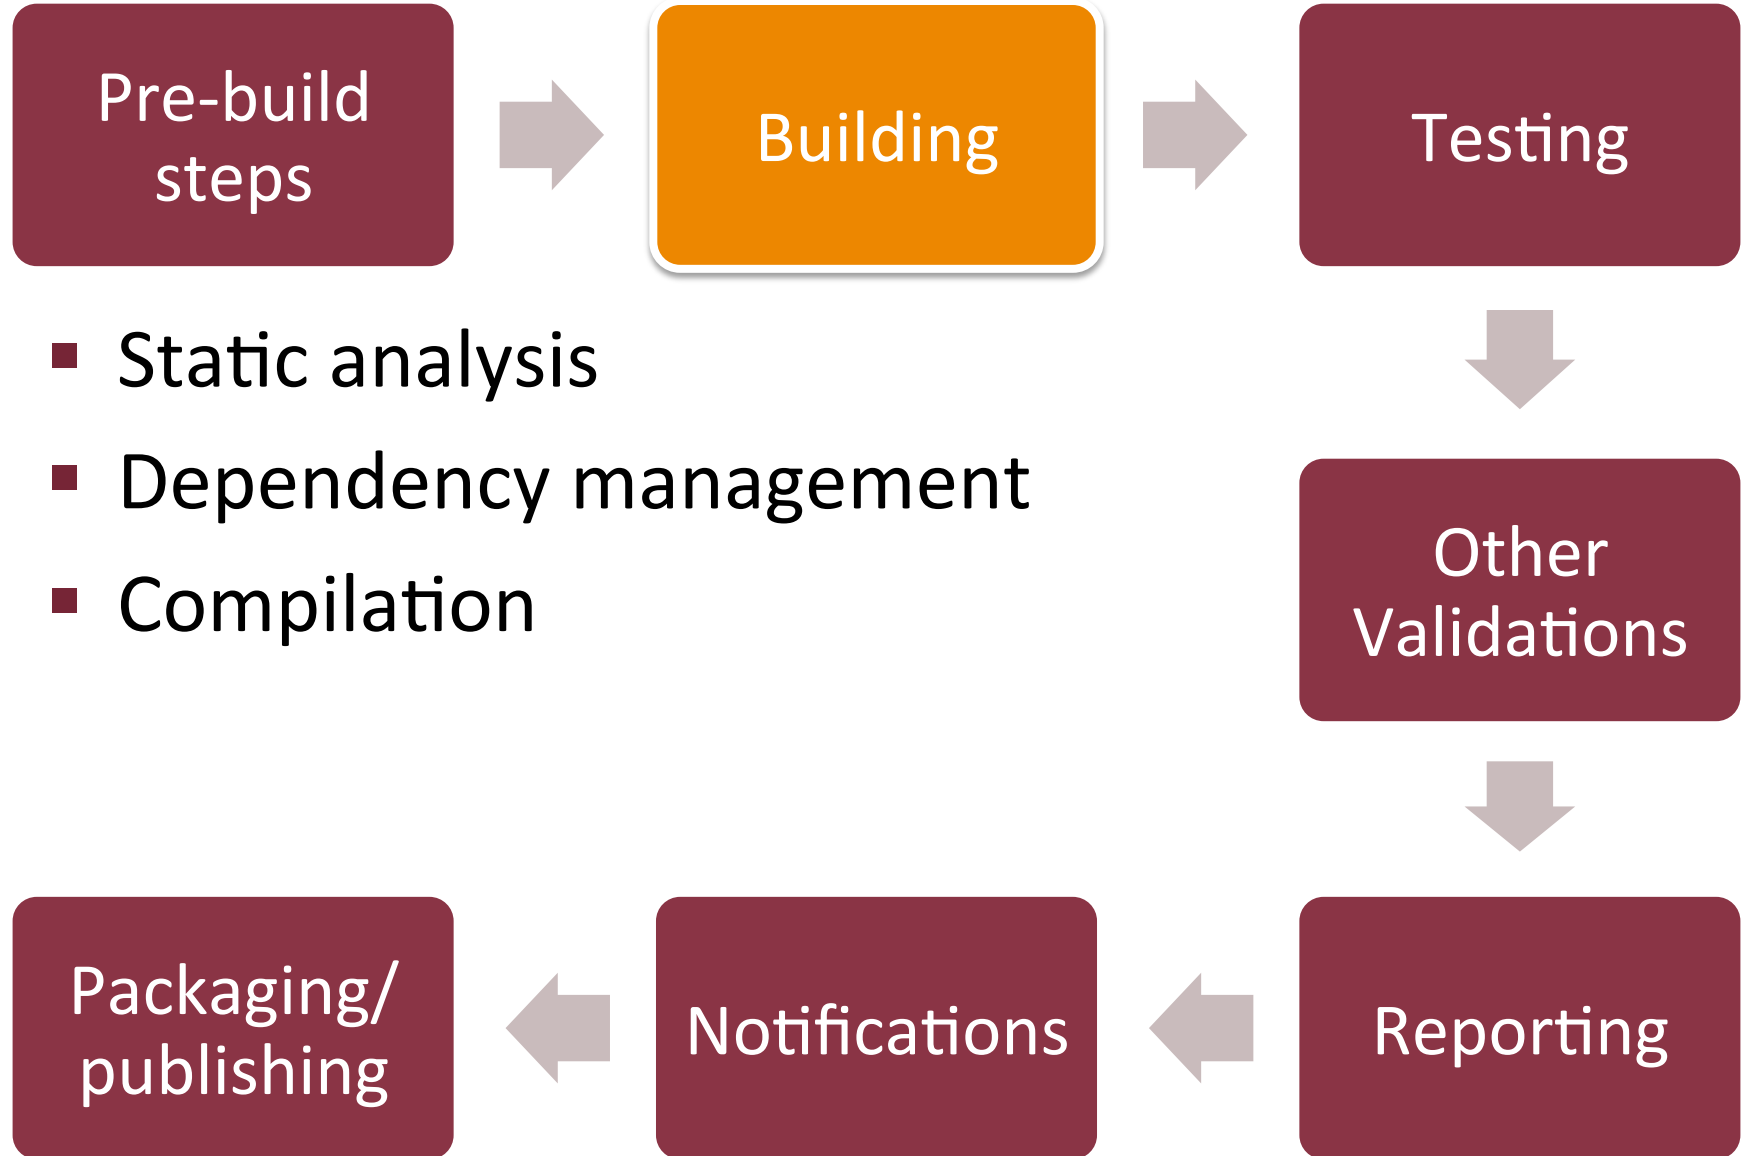 Pre-build
steps
Building
Testing
▪ Static analysis
▪ Dependency management
▪ Compilation
Other
Validations
Reporting
Notifications
Packaging/
publishing